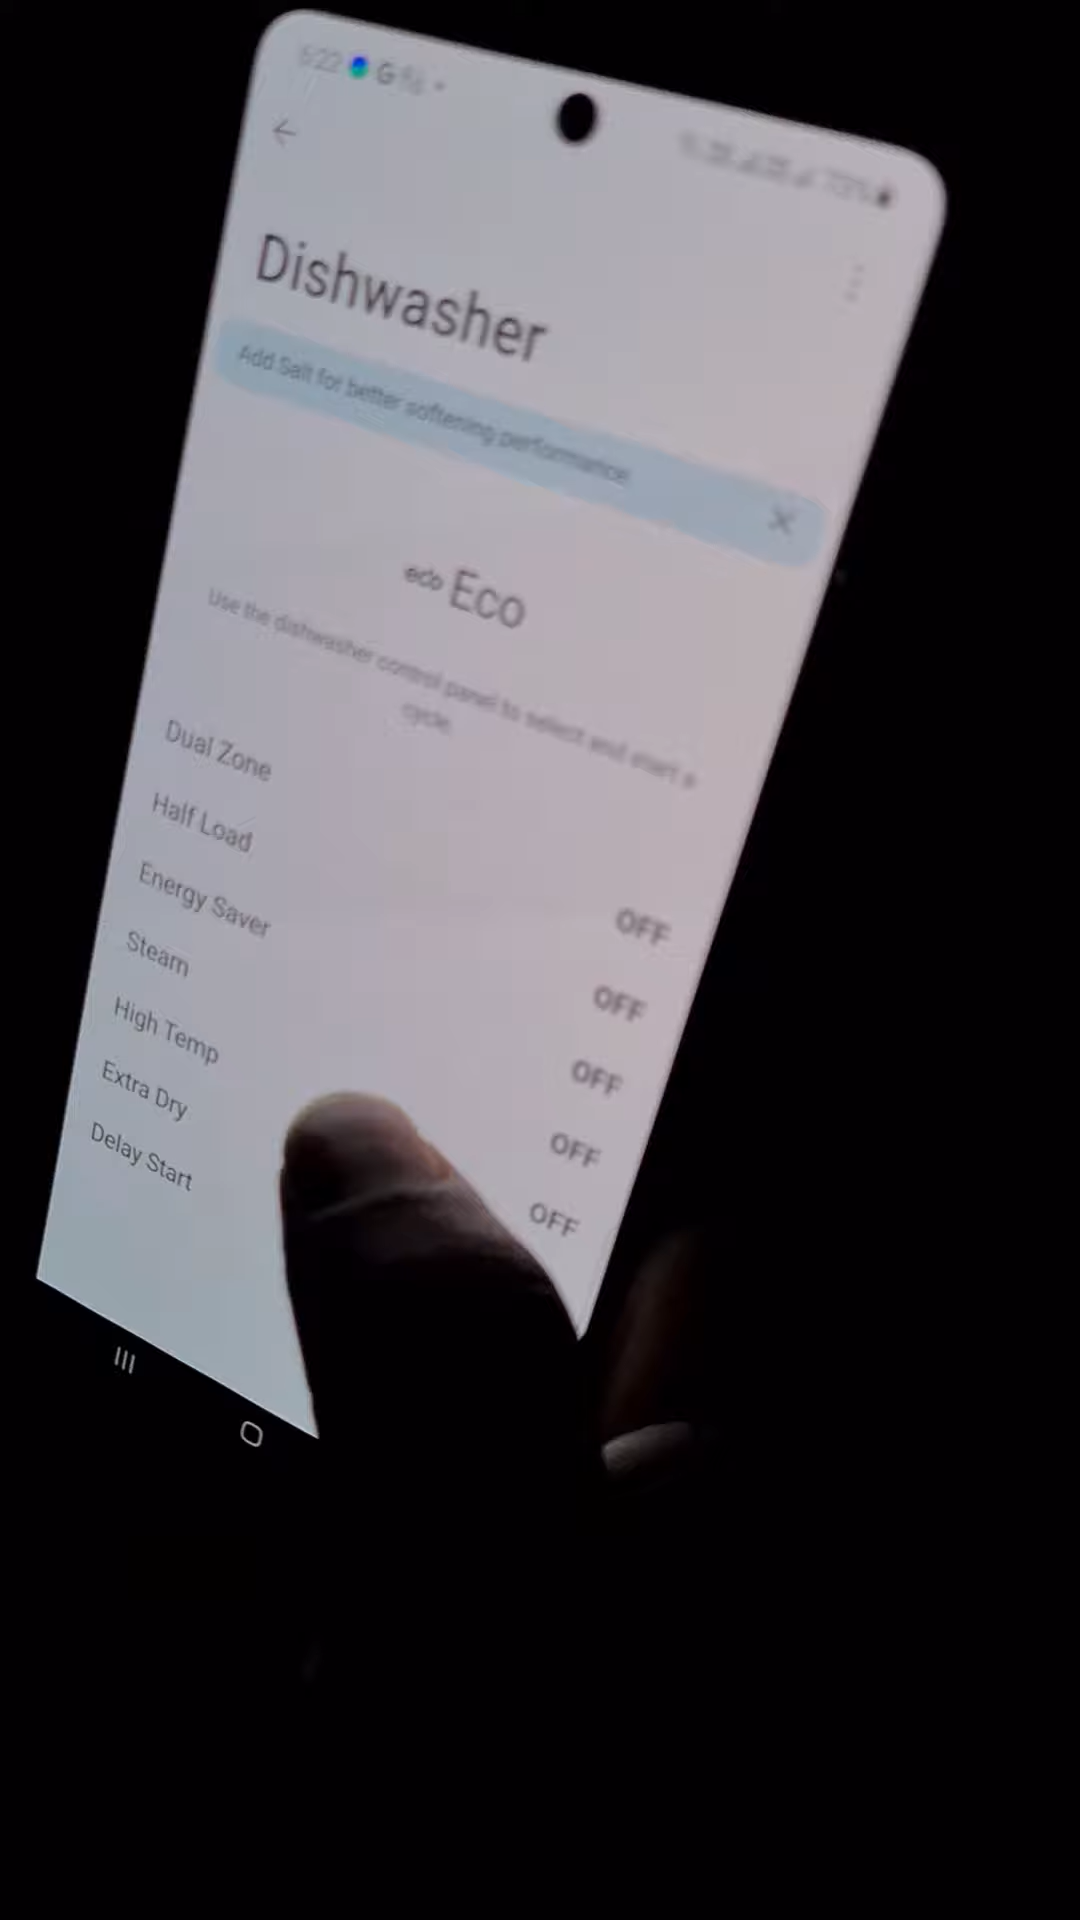 Dishwasher
Add Salt for better softening performance
eco Eco
Use the dishwasher control panel to select and start a
cycle.
Dual Zone OFF
Half Load OFF
Energy Saver OFF
Steam OFF
High Temp OFF
Extra Dry
Delay Start